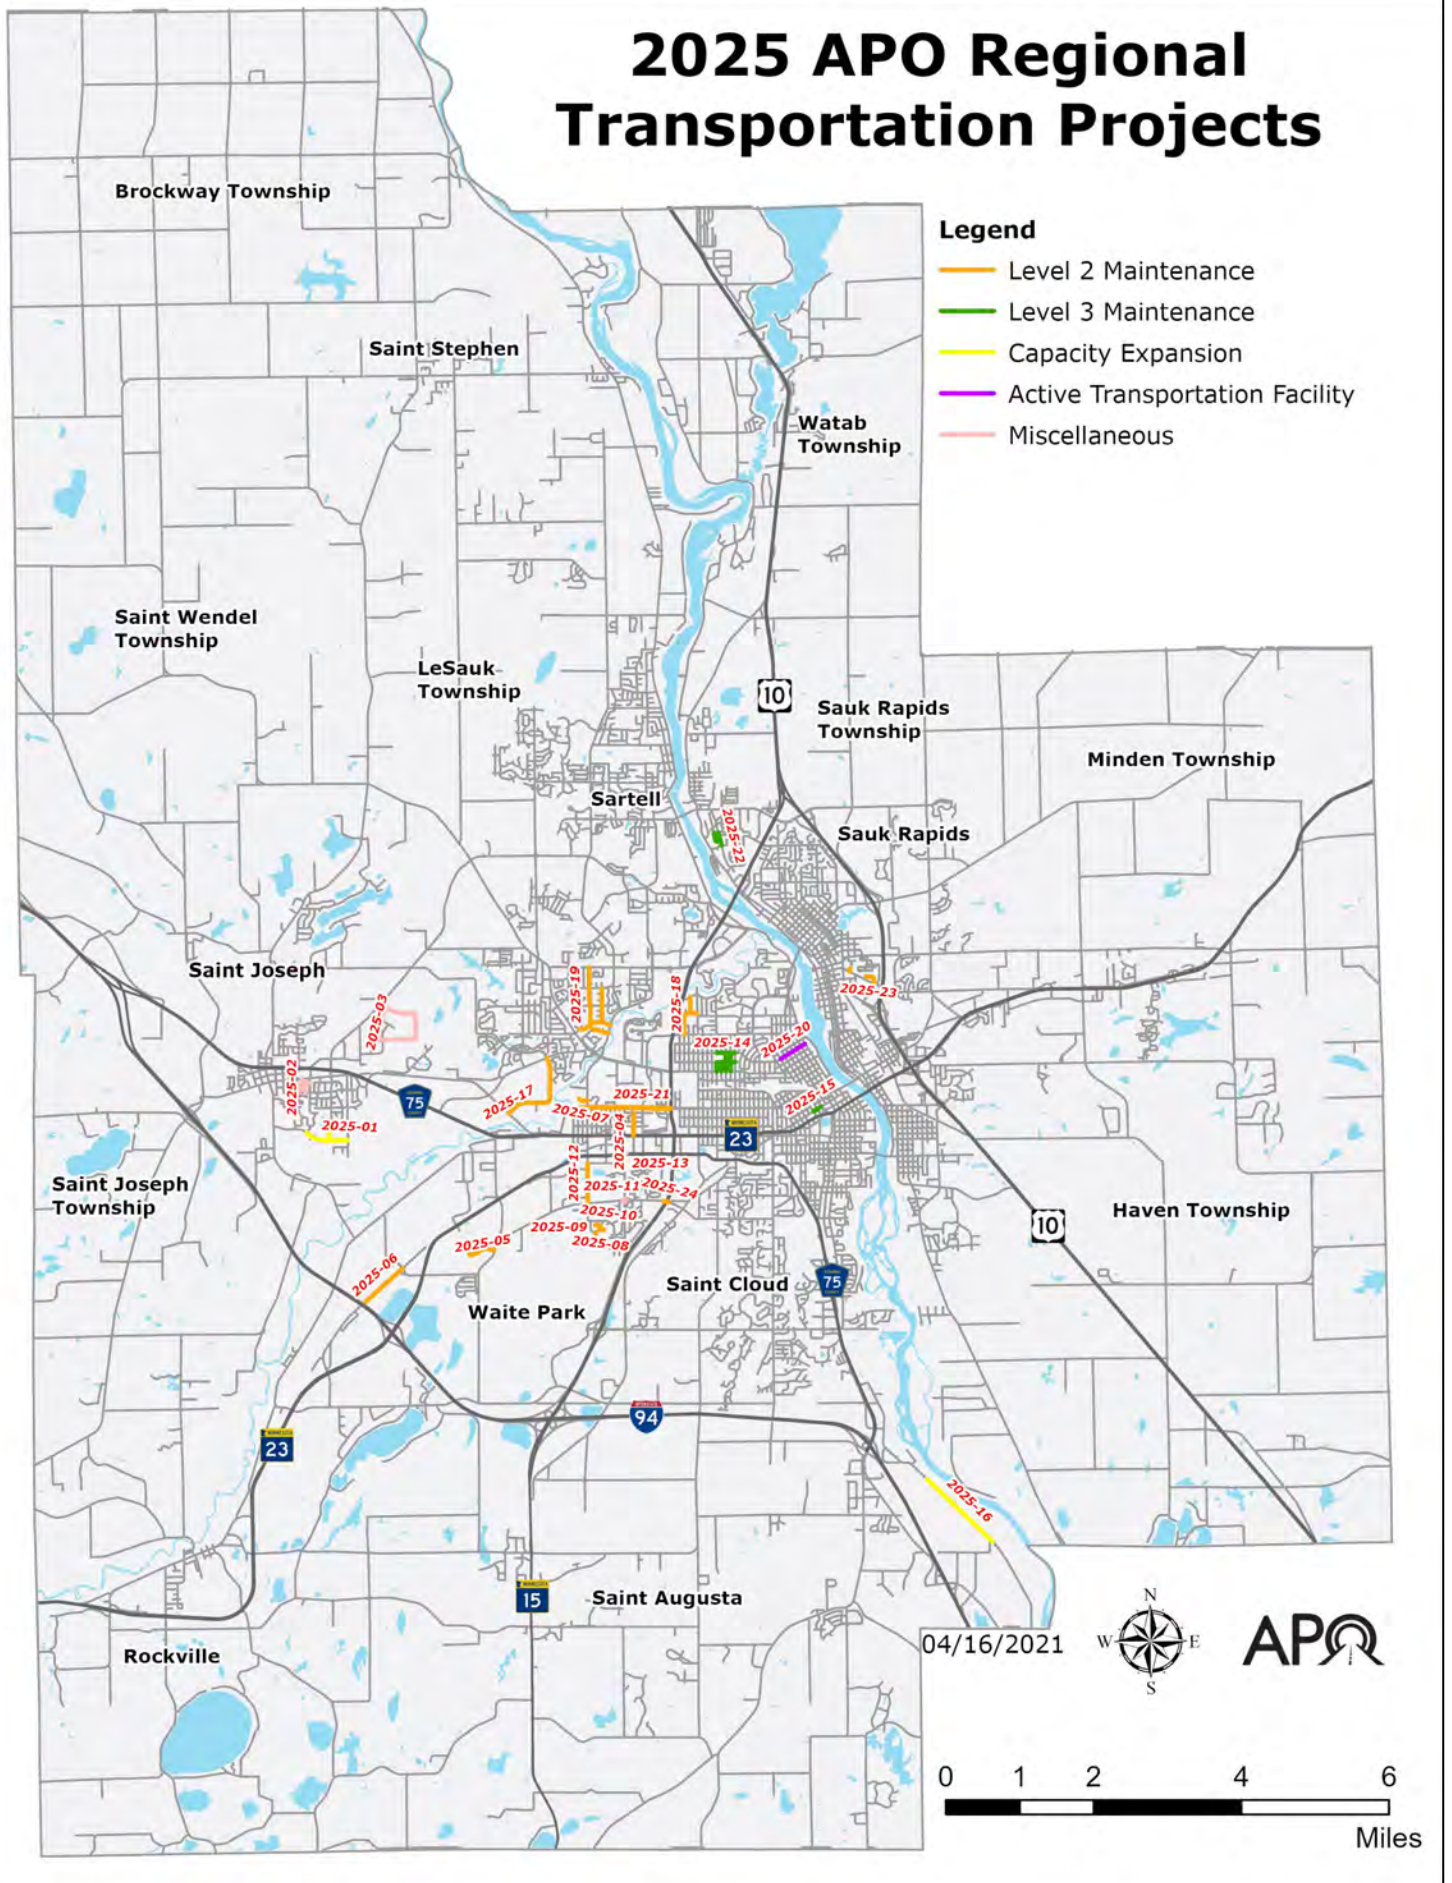 2025 APO Regional
Transportation Projects
Legend
Level 2 Maintenance
Level 3 Maintenance
Capacity Expansion
Active Transportation Facility
Miscellaneous
Brockway Township
Saint Stephen
Watab
Township
Saint Wendel
Township
LeSauk
Township
10
Sauk Rapids
Township
Minden Township
Sartell
2025-22
Sauk Rapids
Saint Joseph
2025-03
2025-19
2025-18
2025-23
2025-14
2025-20
2025-02
75
2025-17
2025-21
2025-07
2025-15
2025-01
2025-04
23
2025-12
2025-13
2025-11
2025-24
2025-10
2025-09
2025-08
Saint Joseph
Township
10
Haven Township
2025-05
2025-06
Saint Cloud
75
Waite Park
94
23
2025-16
15
Saint Augusta
Rockville
04/16/2021
N
W
E
S
APO
0 1 2 4 6
Miles